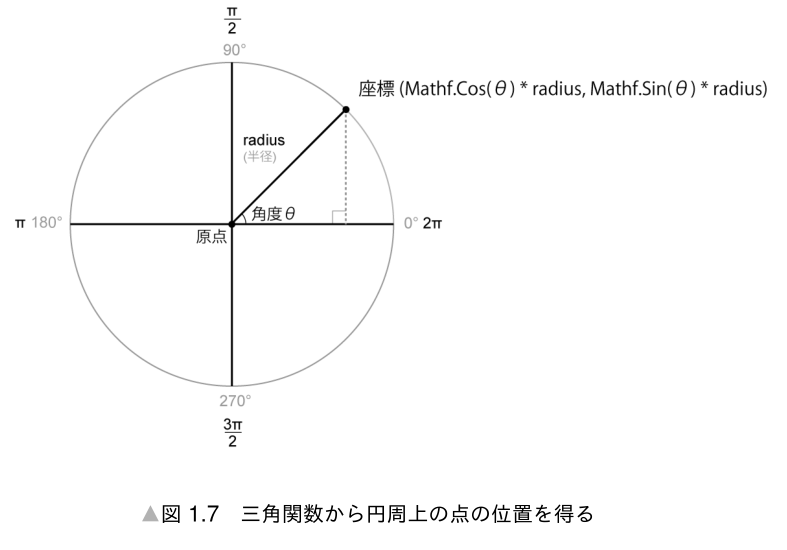 π
2
90°
座標 (Mathf.Cos(θ) * radius, Mathf.Sin(θ) * radius)
radius
(半径)
角度θ
π 180°
0° 2π
原点
270°
3π
2
▲図 1.7 三角関数から円周上の点の位置を得る